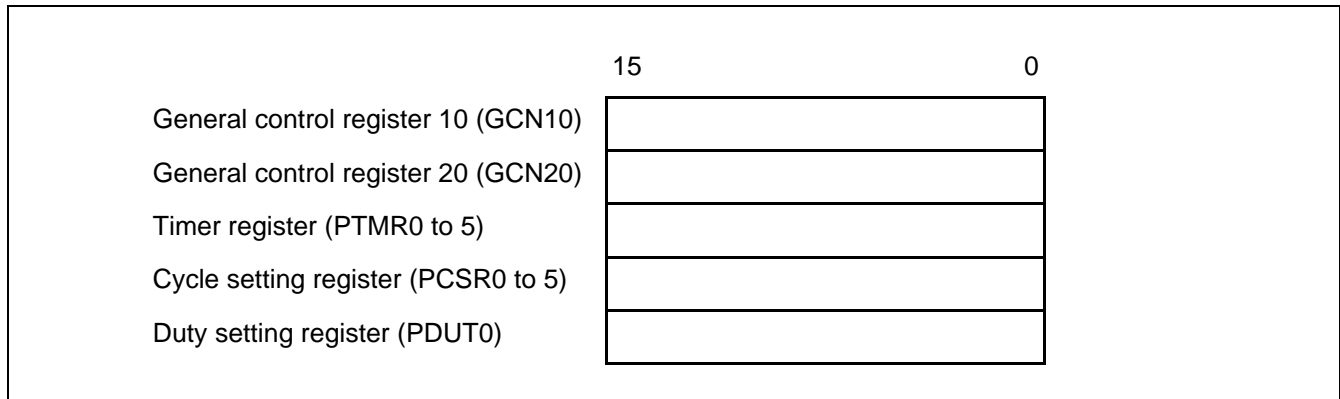 15 0
General control register 10 (GCN10)
General control register 20 (GCN20)
Timer register (PTMR0 to 5)
Cycle setting register (PCSR0 to 5)
Duty setting register (PDUT0)